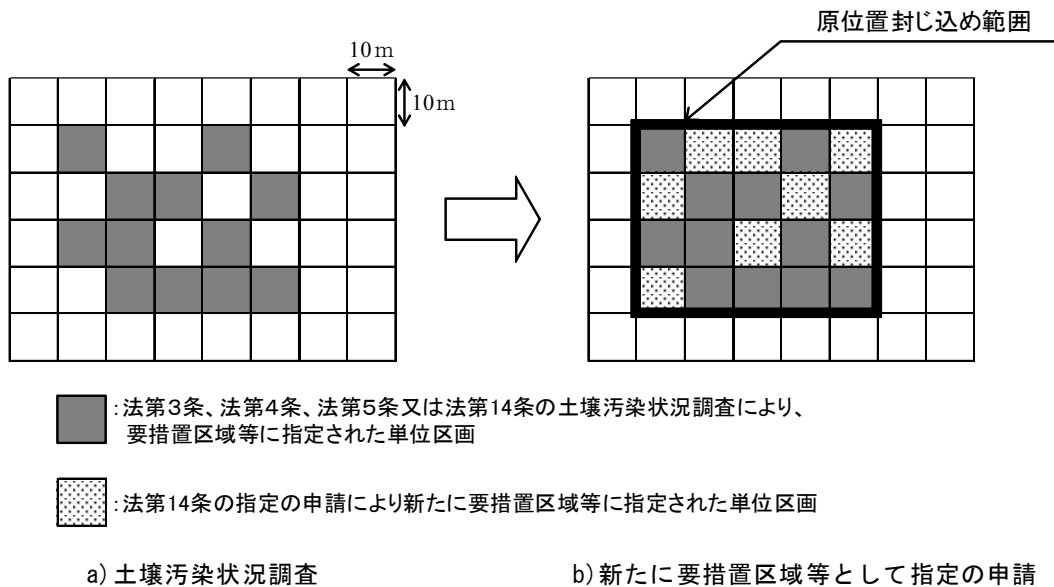 原位置封じ込め範囲
10m
10m
:法第3条、法第4条、法第5条又は法第14条の土壌汚染状況調査により、
要措置区域等に指定された単位区画
:法第14条の指定の申請により新たに要措置区域等に指定された単位区画
a)土壌汚染状況調査
b)新たに要措置区域等として指定の申請